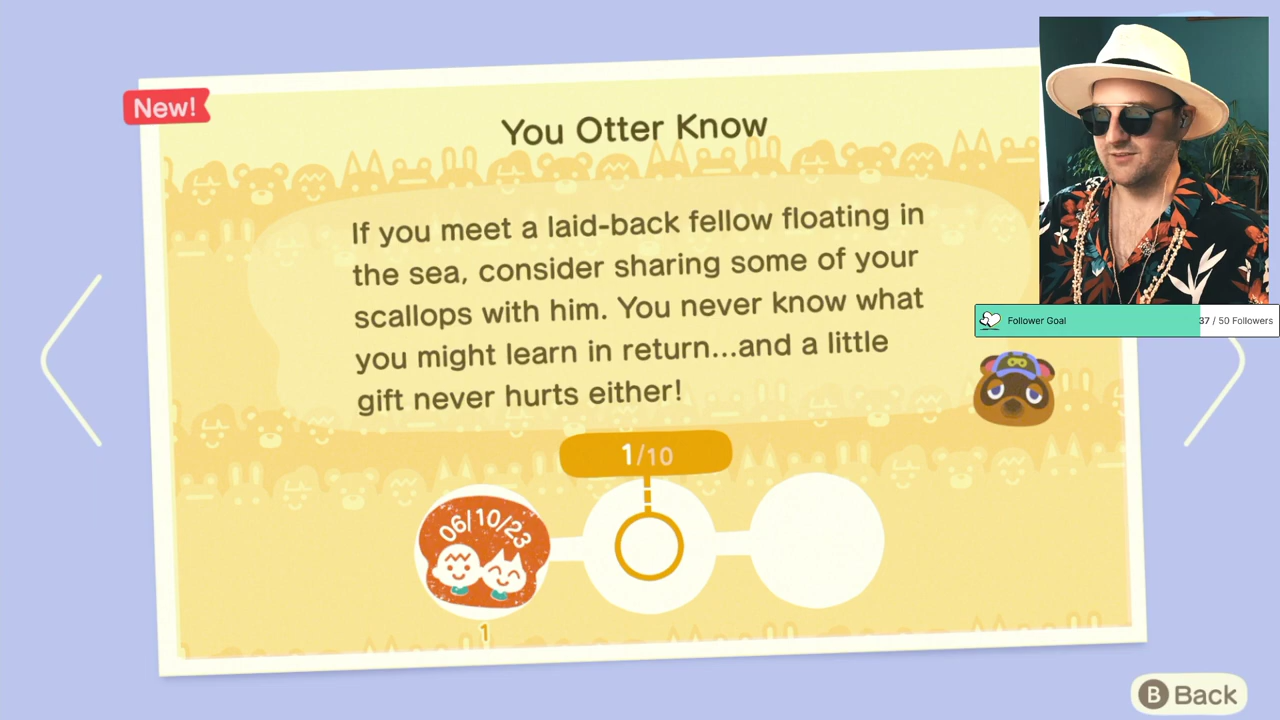 New!
You Otter Know
If you meet a laid-back fellow floating in
the sea, consider sharing some of your
scallops with him. You never know what
you might learn in return...and a little
gift never hurts either!
Follower Goal
37 / 50 Followers
1/10
06/10/23
1
B Back